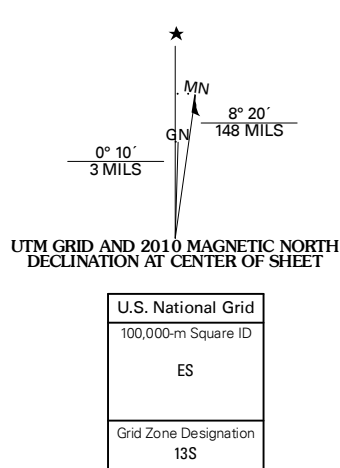 ★
MN
8° 20´
148 MILS
GN
0° 10´
3 MILS
UTM GRID AND 2010 MAGNETIC NORTH
DECLINATION AT CENTER OF SHEET
U.S. National Grid
100,000-m Square ID
ES
Grid Zone Designation
13S